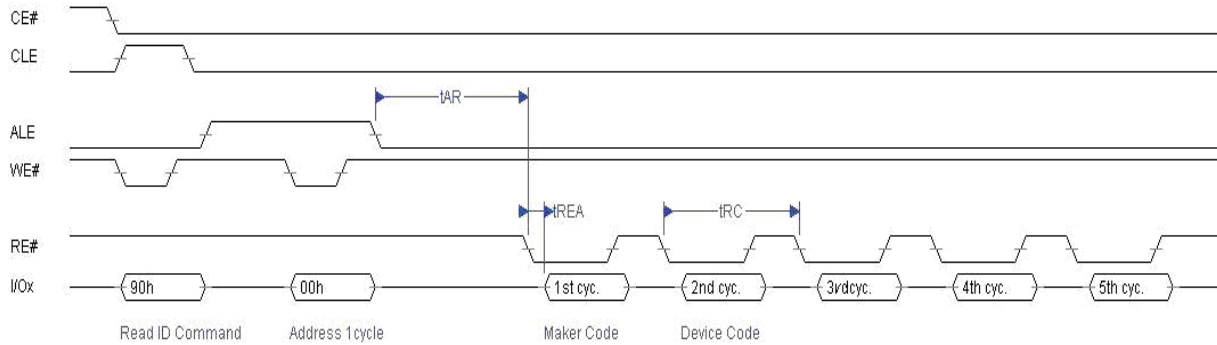 CE#
CLE
tAR
ALE
WE#
tREA
tRC
RE#
I/Ox
90h
00h
1st cyc.
2nd cyc.
3rdcyc.
4th cyc.
5th cyc.
Read ID Command
Address 1cycle
Maker Code
Device Code